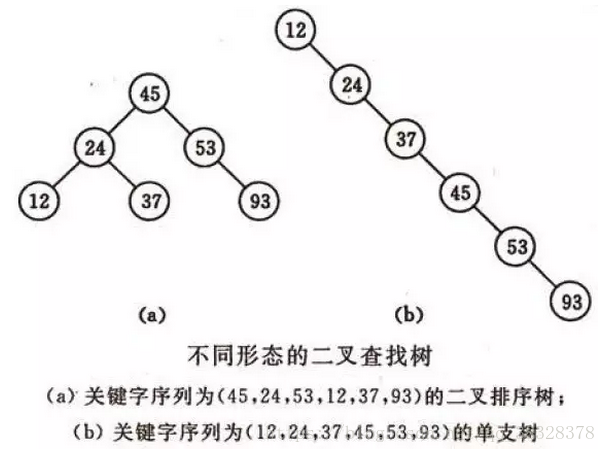 12
45
24
24
53
37
12
37
93
45
53
93
(a)
(b)
不同形态的二叉查找树
(a) 关键字序列为(45,24,53,12,37,93)的二叉排序树;
(b) 关键字序列为(12,24,37,45,53,93)的单支树